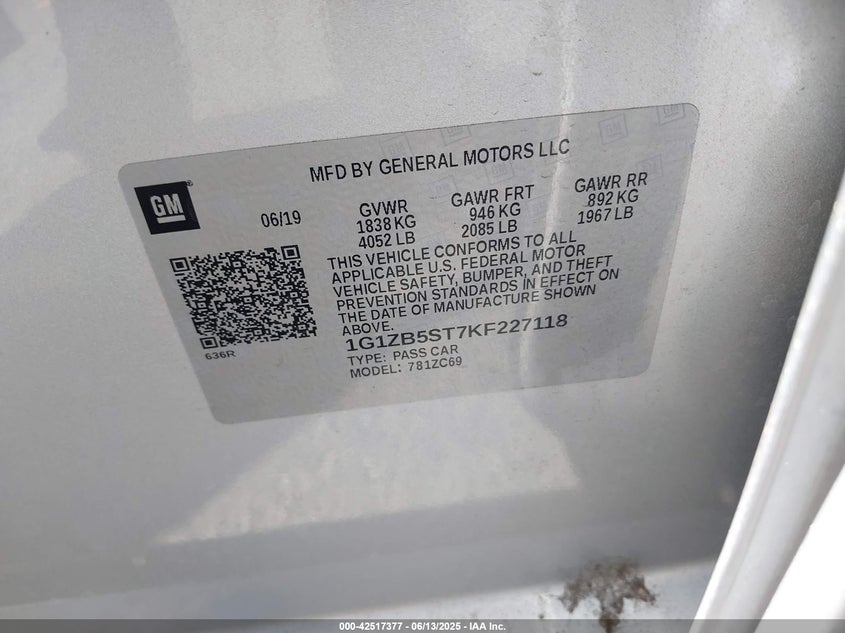 MFD BY GENERAL MOTORS LLC
GM
06/19
GVWR
1838 KG
4052 LB
GAWR FRT
946 KG
2085 LB
GAWR RR
892 KG
1967 LB
THIS VEHICLE CONFORMS TO ALL
APPLICABLE U.S. FEDERAL MOTOR
VEHICLE SAFETY, BUMPER, AND THEFT
PREVENTION STANDARDS IN EFFECT ON
THE DATE OF MANUFACTURE SHOWN
ABOVE.
1G1ZB5ST7KF227118
TYPE: PASS CAR
MODEL: 781ZC69
636R
000-42517377 - 06/13/2025 - IAA Inc.